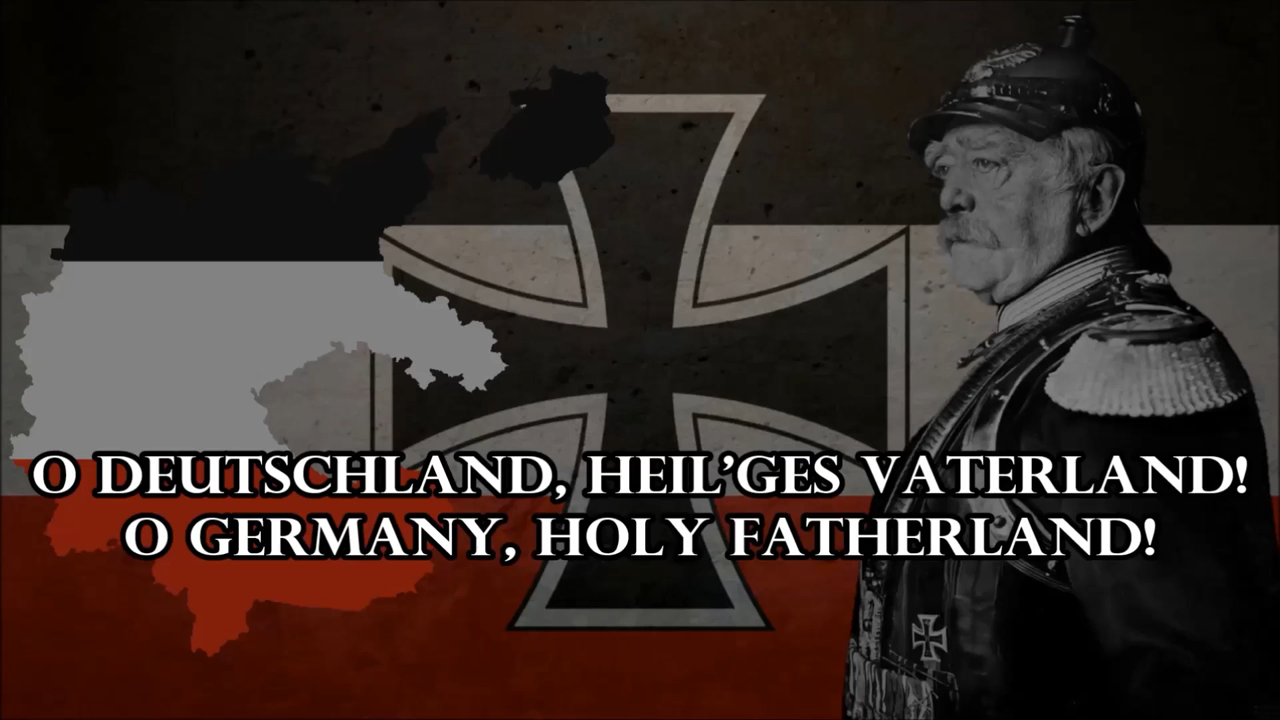 O DEUTSCHLAND, HEIL'GES VATERLAND!
O GERMANY, HOLY FATHERLAND!